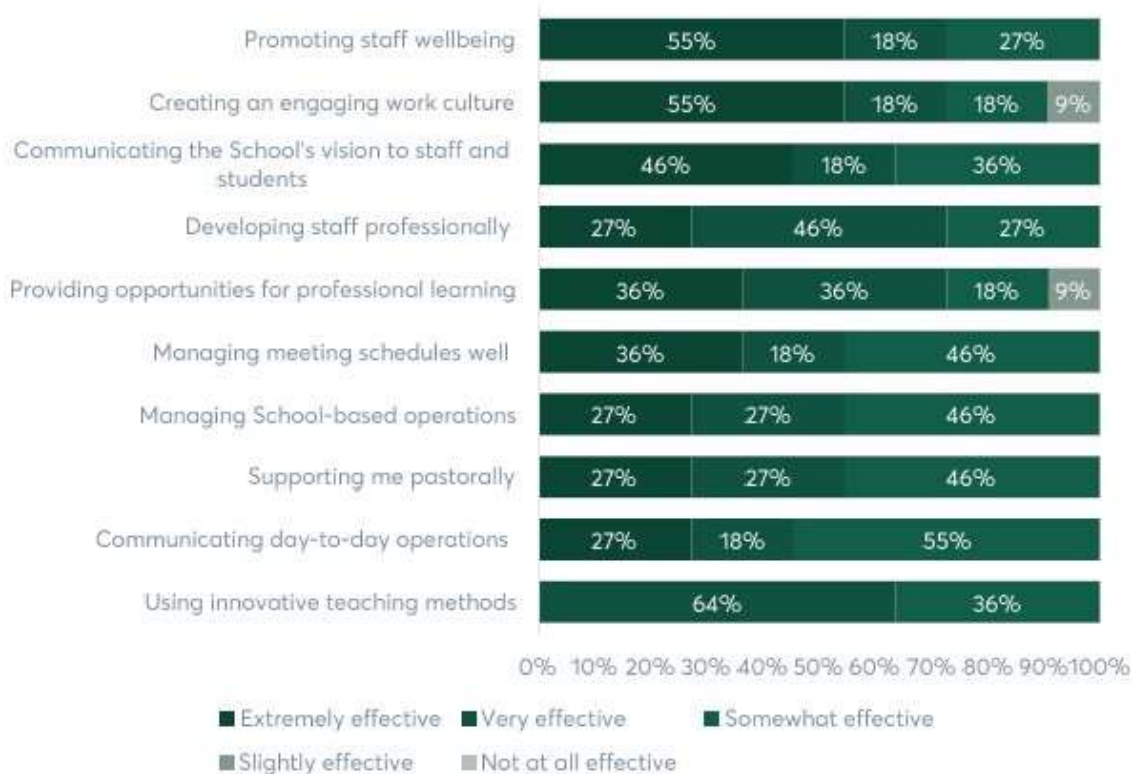 Promoting staff wellbeing 55% 18% 27%
Creating an engaging work culture 55% 18% 18% 9%
Communicating the School's vision to staff and
students 46% 18% 36%
Developing staff professionally 27% 46% 27%
Providing opportunities for professional learning 36% 36% 18% 9%
Managing meeting schedules well 36% 18% 46%
Managing School-based operations 27% 27% 46%
Supporting me pastorally 27% 27% 46%
Communicating day-to-day operations 27% 18% 55%
Using innovative teaching methods 64% 36%
0% 10% 20% 30% 40% 50% 60% 70% 80% 90%100%
Extremely effective Very effective Somewhat effective
Slightly effective Not at all effective